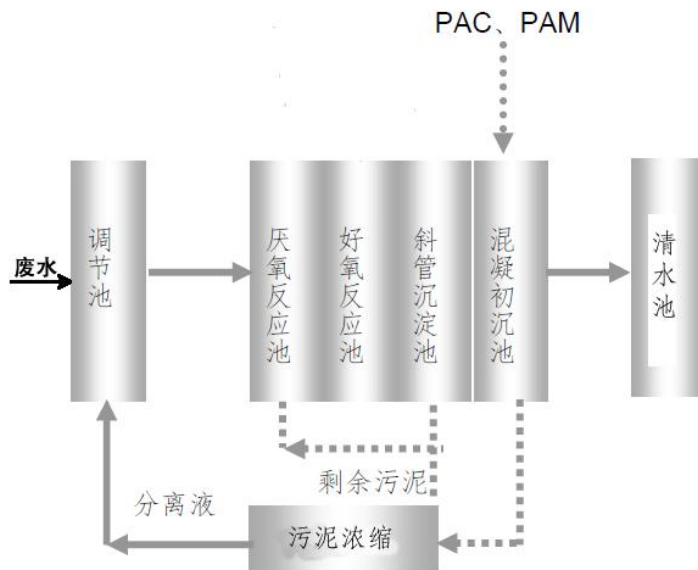 PAC、PAM
废水
调节池
厌氧反应池
好氧反应池
斜管沉淀池
混凝初沉池
清水池
剩余污泥
分离液
污泥浓缩